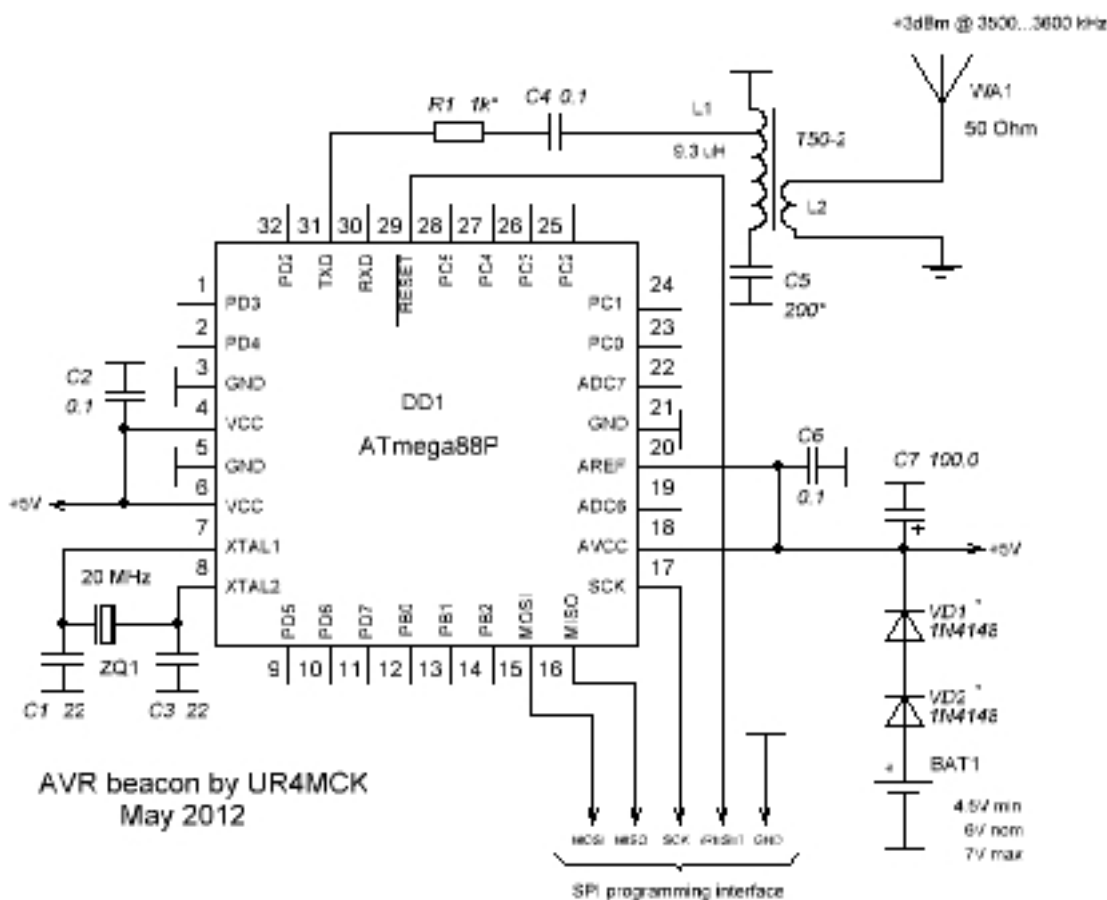 +3dBm @ 3500...3600 kHz
WA1
50 Ohm
R1 1k*
C4 0.1
L1
9.3 uH
T50-2
L2
C5
200*
32 31 30 29 28 27 26 25
PD2 TXD RXD RESET PC5 PC4 PC3 PC2
1 PD3
2 PD4
3 GND
4 VCC
5 GND
6 VCC
7 XTAL1
8 XTAL2
24 PC1
23 PC0
22 ADC7
21 GND
20 AREF
19 ADC6
18 AVCC
17 SCK
DD1
ATmega88P
C2
0.1
+5V
C6
0.1
C7 100.0
+
+5V
20 MHz
ZQ1
C1 22
C3 22
PD5 PD6 PD7 PB0 PB1 PB2 MOSI MISO
9 10 11 12 13 14 15 16
VD1 *
1N4148
VD2 *
1N4148
+
BAT1
4.5V min
6V nom
7V max
AVR beacon by UR4MCK
May 2012
MOSI MISO SCK GND
SPI programming interface